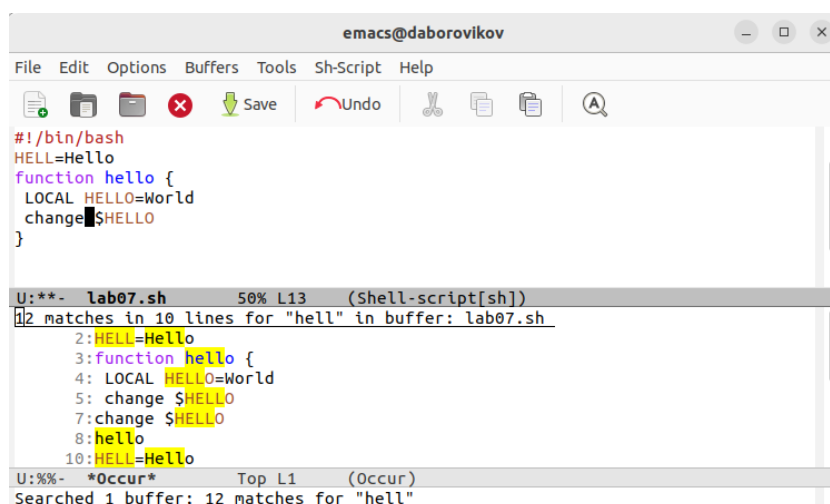 emacs@daborovikov
File Edit Options Buffers Tools Sh-Script Help
Save Undo
#!/bin/bash
HELL=Hello
function hello {
 LOCAL HELLO=World
 change $HELLO
}
U:**-  lab07.sh       50% L13    (Shell-script[sh])
12 matches in 10 lines for "hell" in buffer: lab07.sh
      2:HELL=Hello
      3:function hello {
      4: LOCAL HELLO=World
      5: change $HELLO
      7:change $HELLO
      8:hello
     10:HELL=Hello
U:%%-  *Occur*        Top L1     (Occur)
Searched 1 buffer; 12 matches for "hell"